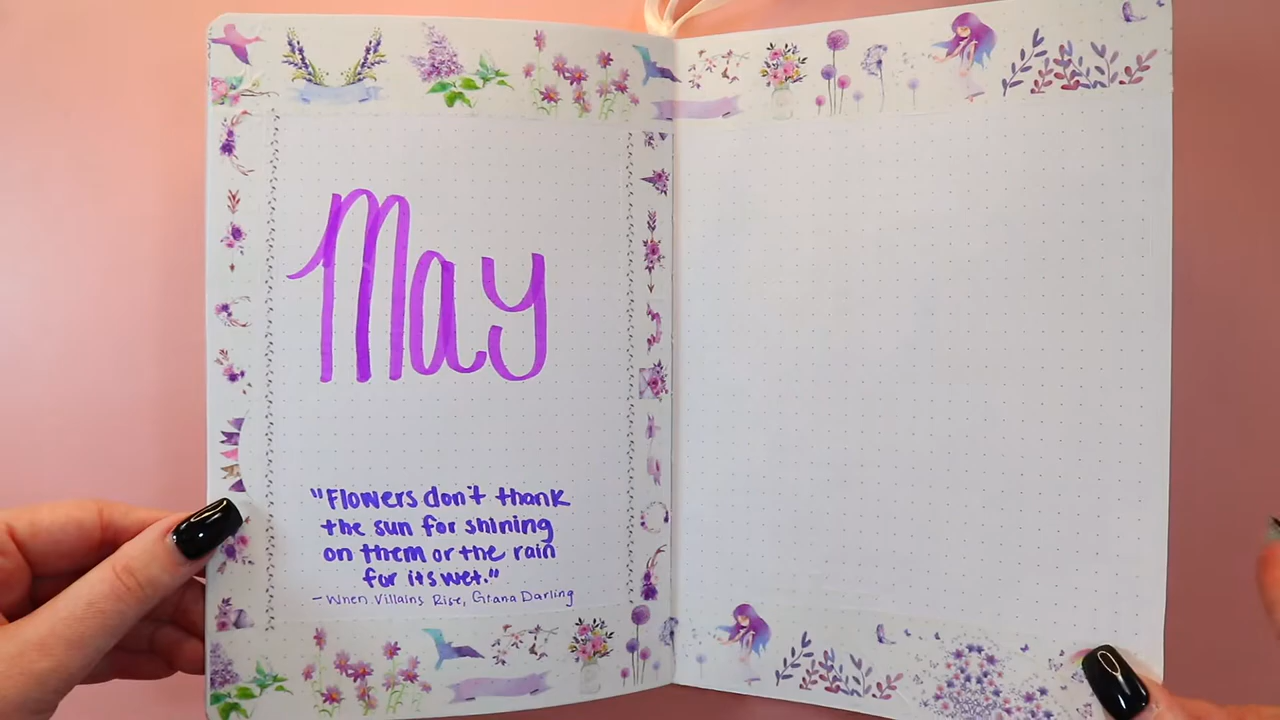 May
"Flowers don't thank
the sun for shining
on them or the rain
for its wet."
- When Villains Rise, Giana Darling